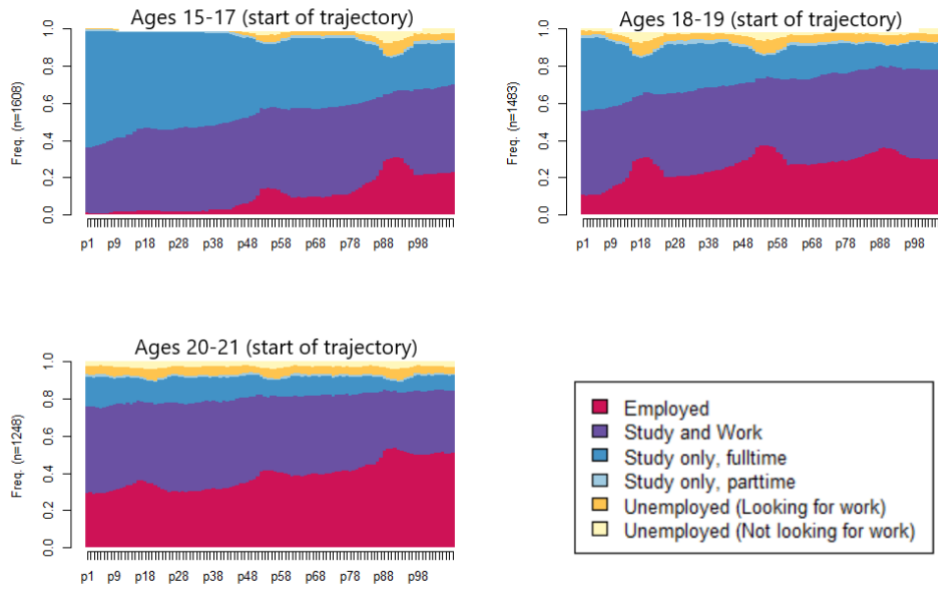 Ages 15-17 (start of trajectory)
Freq. (n=1608)
0.0 0.2 0.4 0.6 0.8 1.0
p1 p9 p18 p28 p38 p48 p58 p68 p78 p88 p98
Ages 18-19 (start of trajectory)
Freq. (n=1483)
0.0 0.2 0.4 0.6 0.8 1.0
p1 p9 p18 p28 p38 p48 p58 p68 p78 p88 p98
Ages 20-21 (start of trajectory)
Freq. (n=1248)
0.0 0.2 0.4 0.6 0.8 1.0
p1 p9 p18 p28 p38 p48 p58 p68 p78 p88 p98
Employed
Study and Work
Study only, fulltime
Study only, parttime
Unemployed (Looking for work)
Unemployed (Not looking for work)